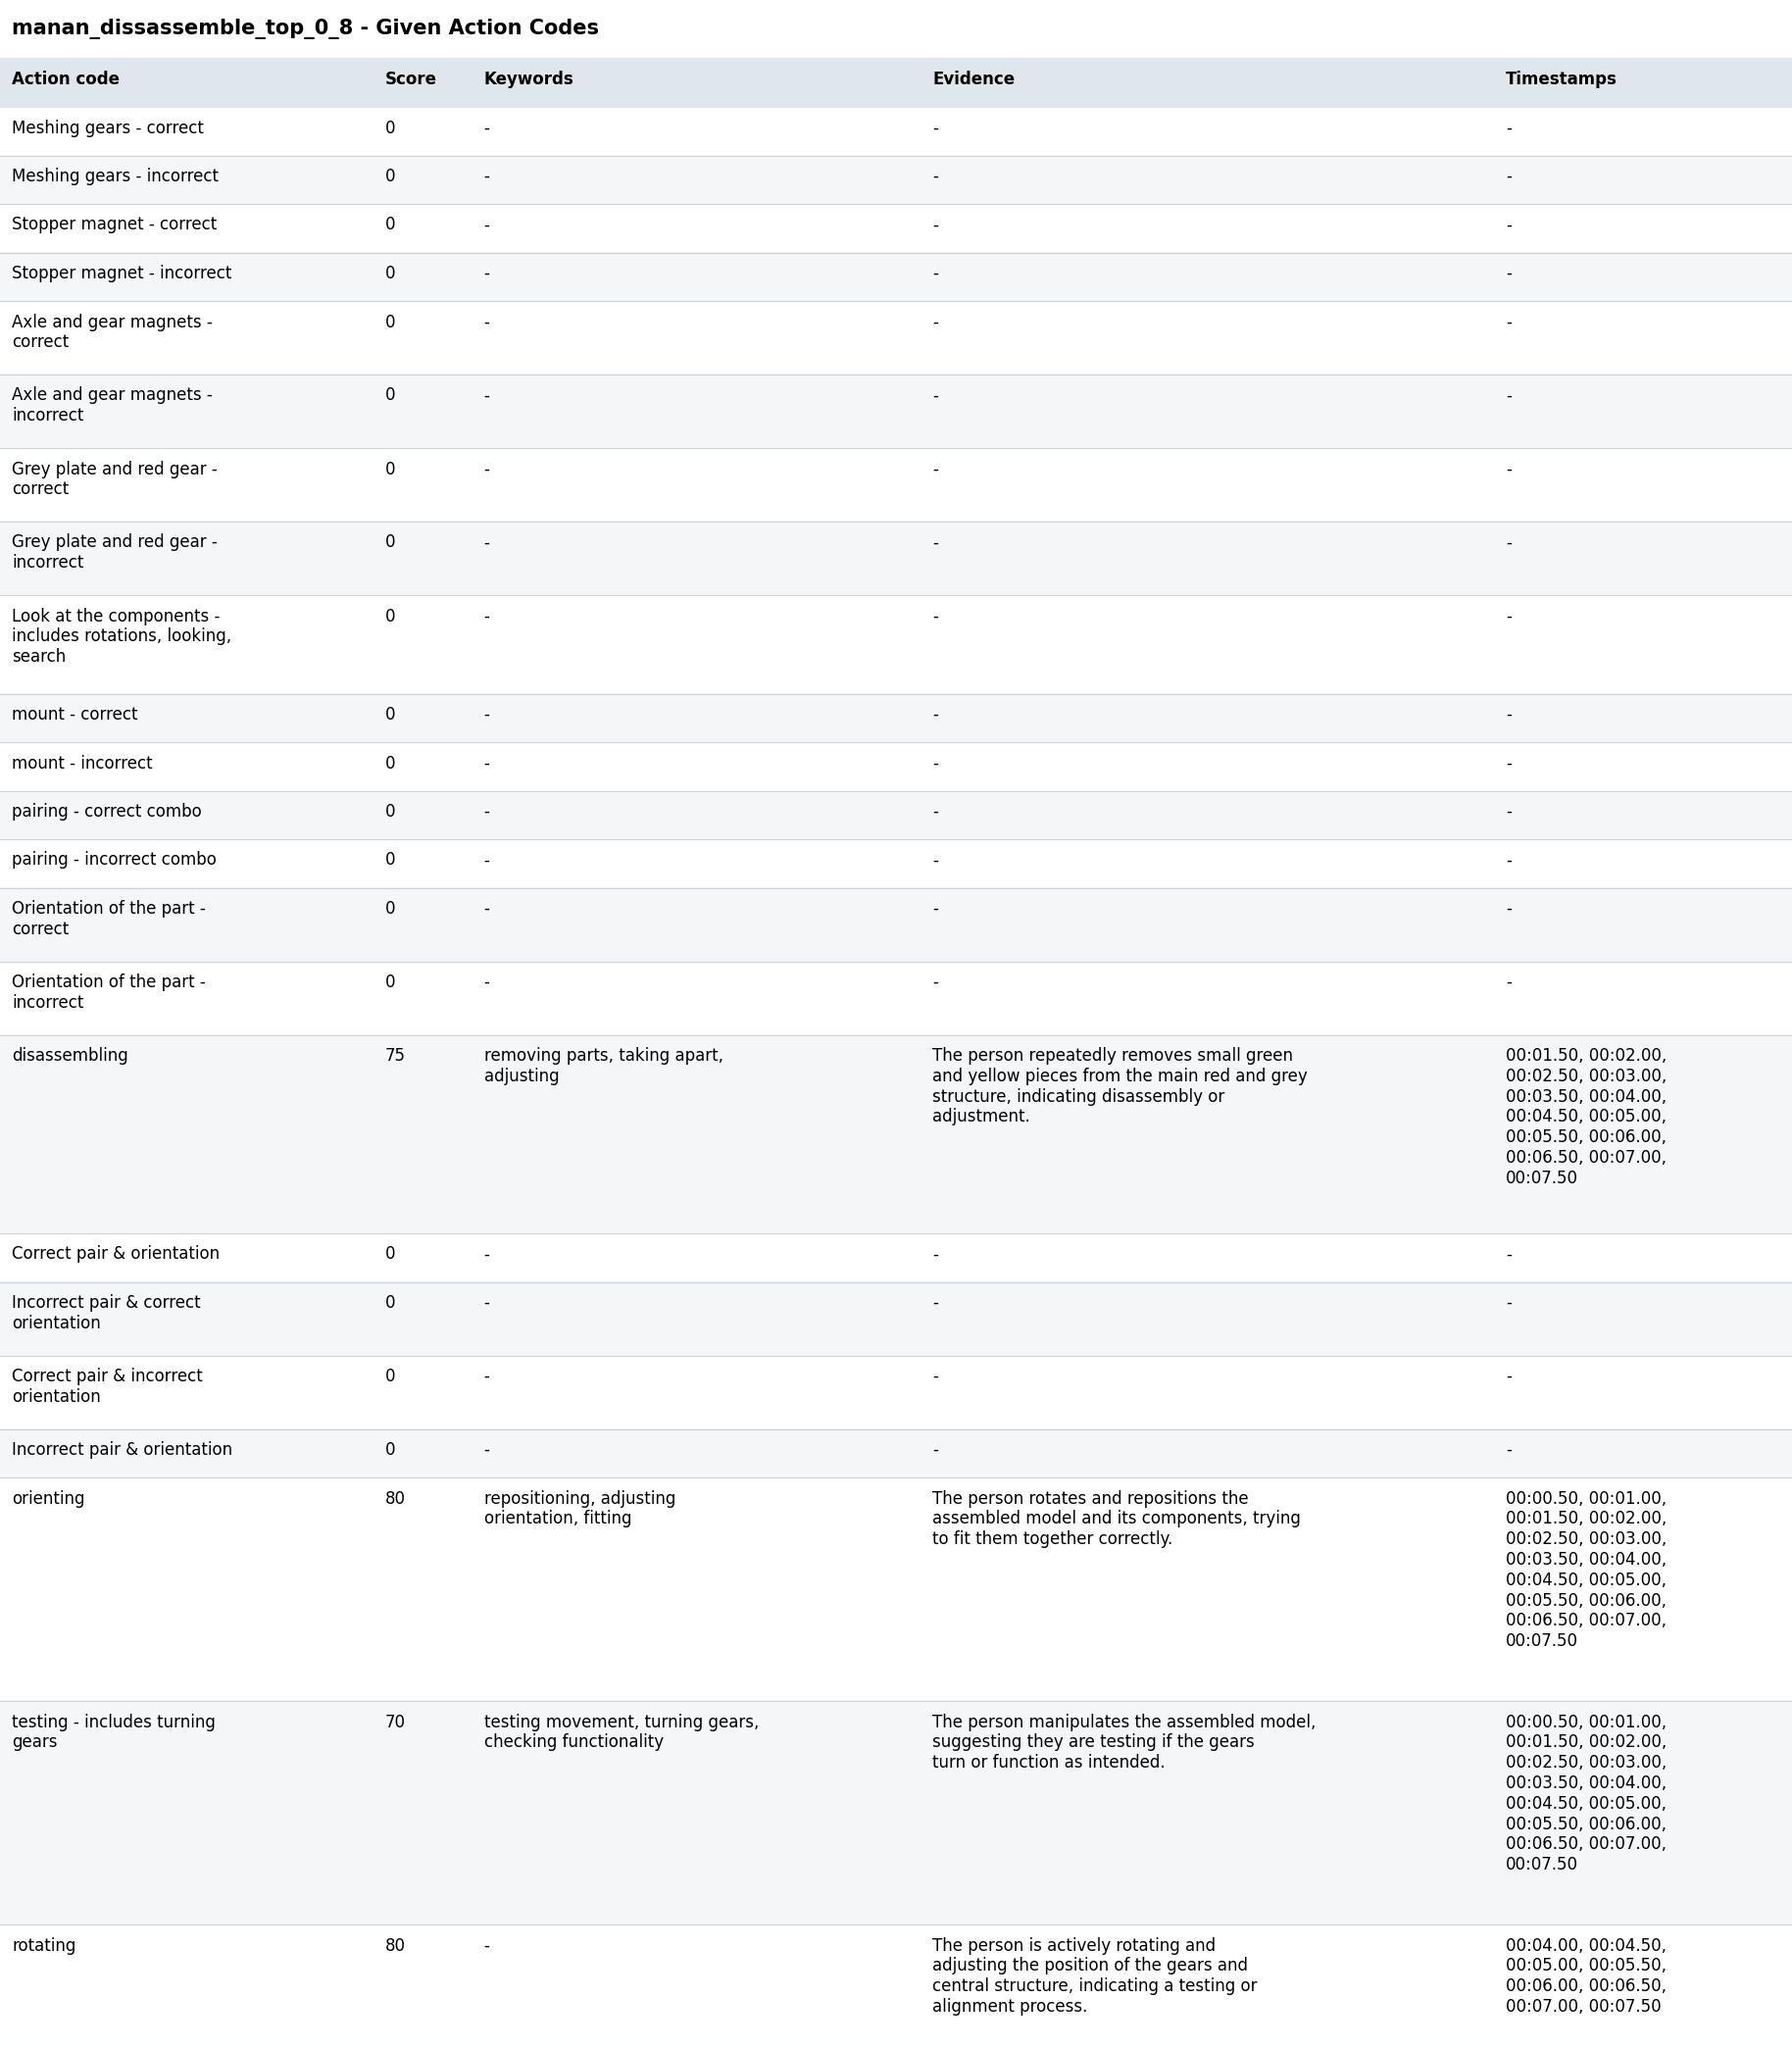 manan_dissassemble_top_0_8 - Given Action Codes
Action code Score Keywords Evidence Timestamps
Meshing gears - correct 0 - - -
Meshing gears - incorrect 0 - - -
Stopper magnet - correct 0 - - -
Stopper magnet - incorrect 0 - - -
Axle and gear magnets - 0 - - -
correct
Axle and gear magnets - 0 - - -
incorrect
Grey plate and red gear - 0 - - -
correct
Grey plate and red gear - 0 - - -
incorrect
Look at the components - 0 - - -
includes rotations, looking,
search
mount - correct 0 - - -
mount - incorrect 0 - - -
pairing - correct combo 0 - - -
pairing - incorrect combo 0 - - -
Orientation of the part - 0 - - -
correct
Orientation of the part - 0 - - -
incorrect
disassembling 75 removing parts, taking apart, The person repeatedly removes small green 00:01.50, 00:02.00,
adjusting and yellow pieces from the main red and grey 00:02.50, 00:03.00,
structure, indicating disassembly or 00:03.50, 00:04.00,
adjustment. 00:04.50, 00:05.00,
00:05.50, 00:06.00,
00:06.50, 00:07.00,
00:07.50
Correct pair & orientation 0 - - -
Incorrect pair & correct 0 - - -
orientation
Correct pair & incorrect 0 - - -
orientation
Incorrect pair & orientation 0 - - -
orienting 80 repositioning, adjusting The person rotates and repositions the 00:00.50, 00:01.00,
orientation, fitting assembled model and its components, trying 00:01.50, 00:02.00,
to fit them together correctly. 00:02.50, 00:03.00,
00:03.50, 00:04.00,
00:04.50, 00:05.00,
00:05.50, 00:06.00,
00:06.50, 00:07.00,
00:07.50
testing - includes turning 70 testing movement, turning gears, The person manipulates the assembled model, 00:00.50, 00:01.00,
gears checking functionality suggesting they are testing if the gears 00:01.50, 00:02.00,
turn or function as intended. 00:02.50, 00:03.00,
00:03.50, 00:04.00,
00:04.50, 00:05.00,
00:05.50, 00:06.00,
00:06.50, 00:07.00,
00:07.50
rotating 80 - The person is actively rotating and 00:04.00, 00:04.50,
adjusting the position of the gears and 00:05.00, 00:05.50,
central structure, indicating a testing or 00:06.00, 00:06.50,
alignment process. 00:07.00, 00:07.50